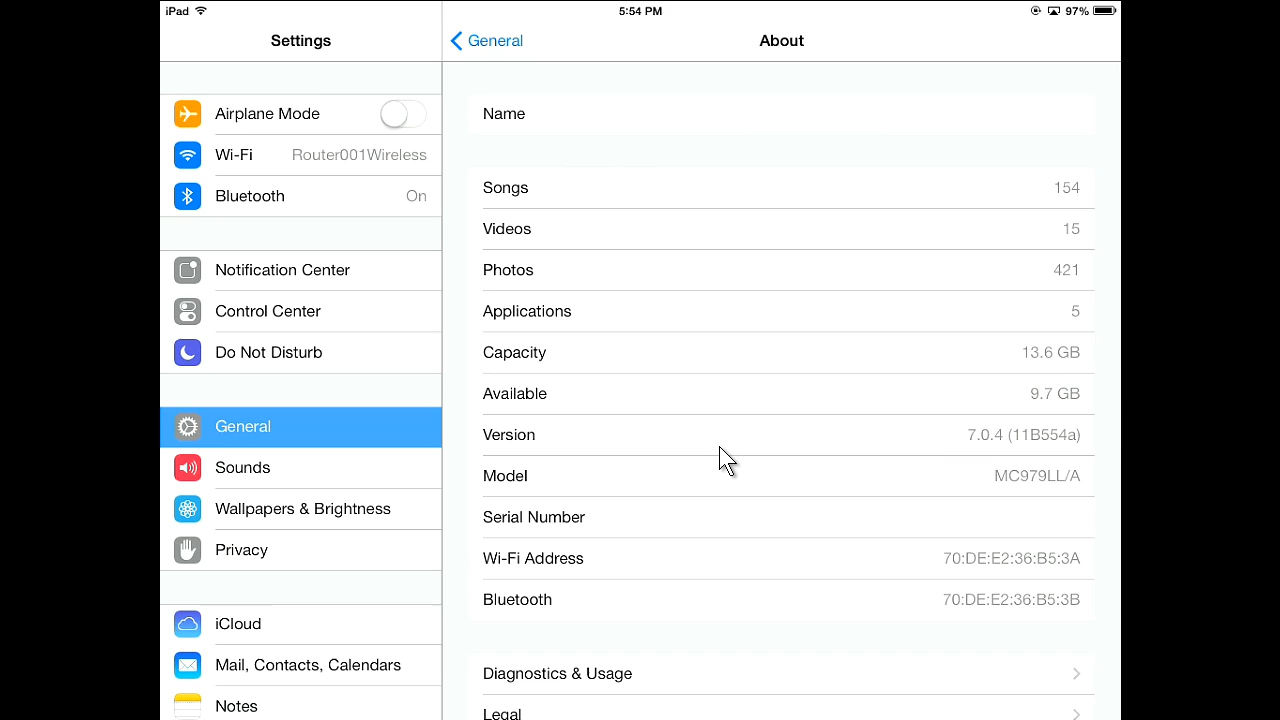 iPad 5:54 PM 97%
Settings
General About
Airplane Mode
Wi-Fi Router001Wireless
Bluetooth On
Notification Center
Control Center
Do Not Disturb
General
Sounds
Wallpapers & Brightness
Privacy
iCloud
Mail, Contacts, Calendars
Notes
Name
Songs 154
Videos 15
Photos 421
Applications 5
Capacity 13.6 GB
Available 9.7 GB
Version 7.0.4 (11B554a)
Model MC979LL/A
Serial Number
Wi-Fi Address 70:DE:E2:36:B5:3A
Bluetooth 70:DE:E2:36:B5:3B
Diagnostics & Usage
Legal